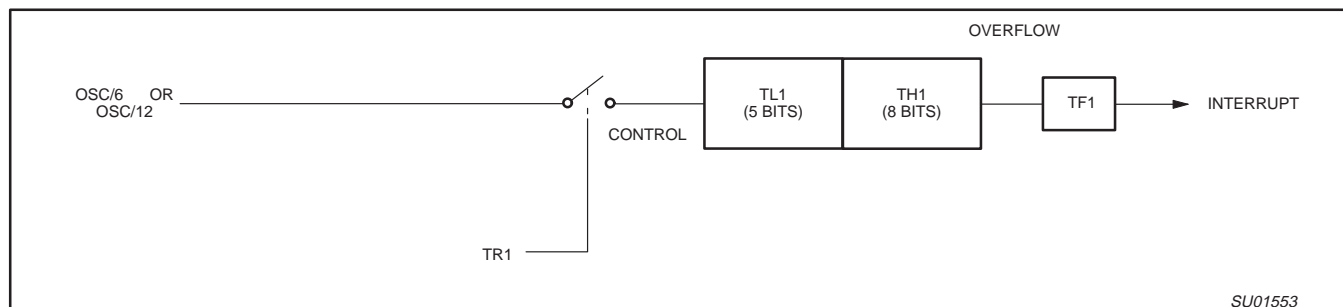 OVERFLOW
OSC/6 OR
OSC/12
TL1
(5 BITS)
TH1
(8 BITS)
TF1
INTERRUPT
CONTROL
TR1
SU01553